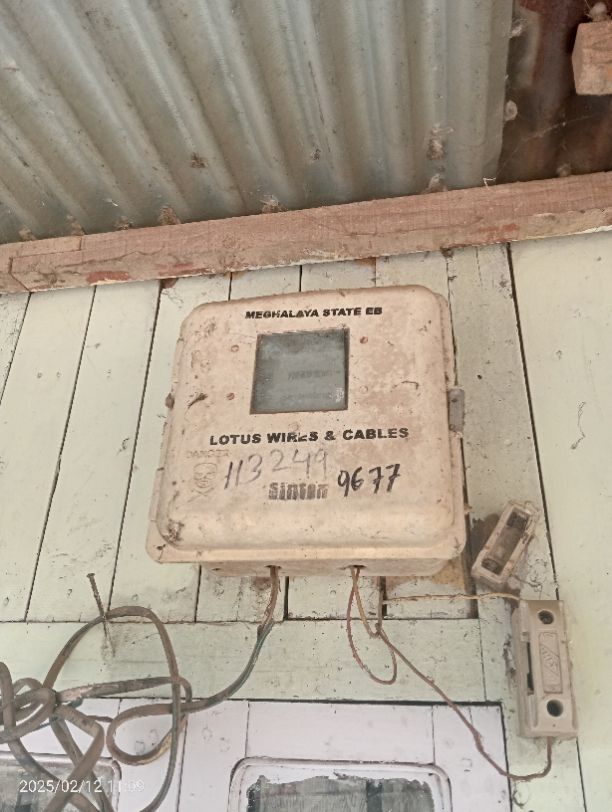 MEGHALAYA STATE EB
LOTUS WIRES & CABLES
DANGER
113249
Sinton
9677
2025/02/12 11:09